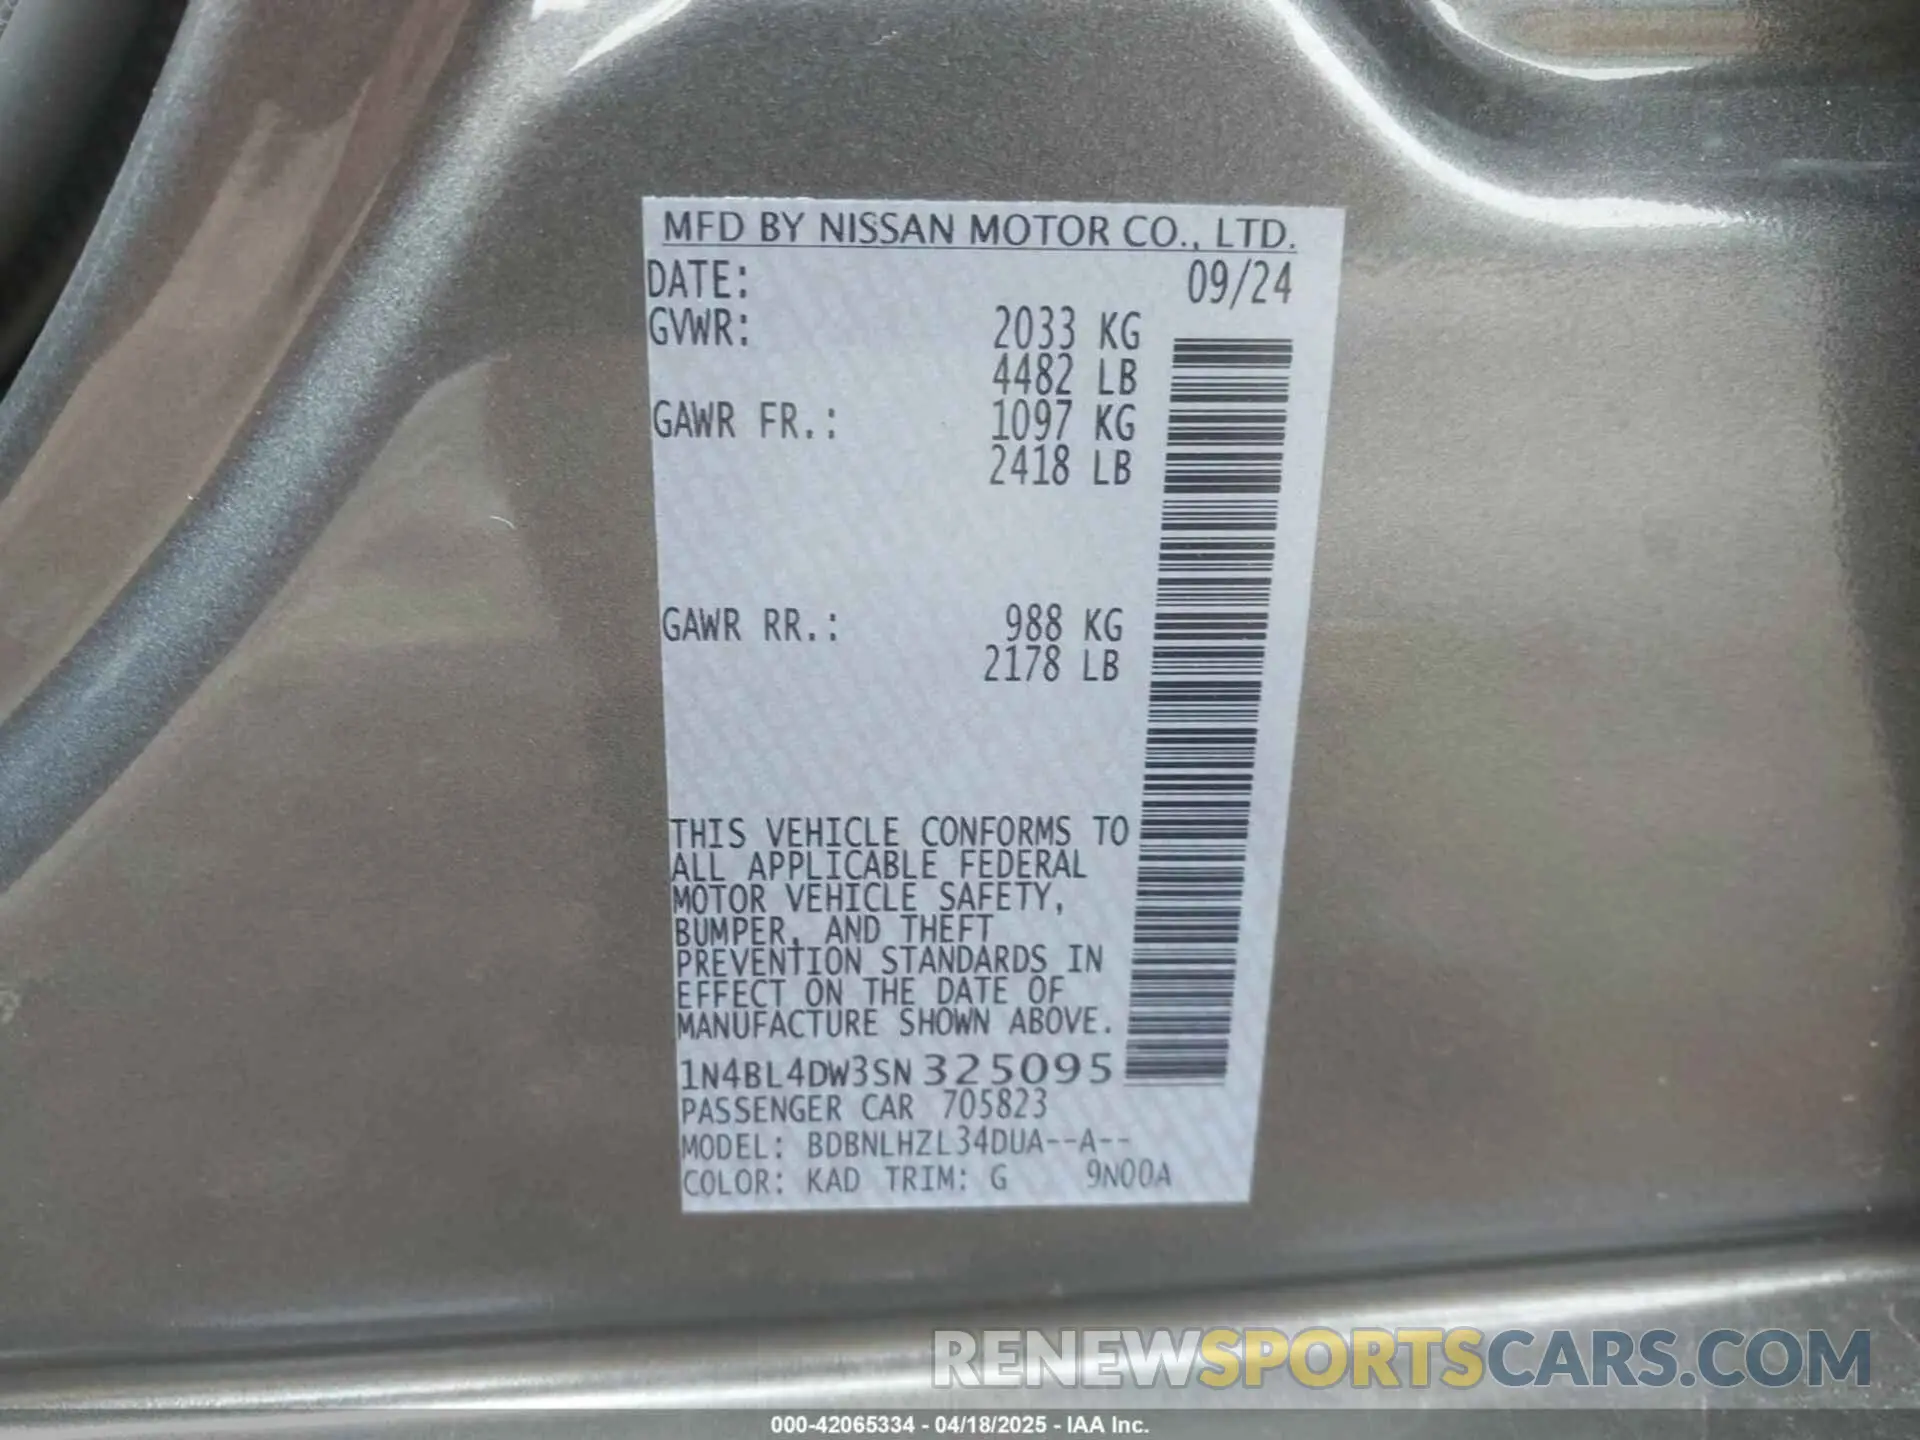 MFD BY NISSAN MOTOR CO., LTD.
DATE: 09/24
GVWR: 2033 KG
4482 LB
GAWR FR.: 1097 KG
2418 LB
GAWR RR.: 988 KG
2178 LB
THIS VEHICLE CONFORMS TO
ALL APPLICABLE FEDERAL
MOTOR VEHICLE SAFETY,
BUMPER, AND THEFT
PREVENTION STANDARDS IN
EFFECT ON THE DATE OF
MANUFACTURE SHOWN ABOVE.
1N4BL4DW3SN325095
PASSENGER CAR 705823
MODEL: BDBNLHZL34DUA--A--
COLOR: KAD TRIM: G 9N00A
RENEWSPORTSCARS.COM
000-42065334 - 04/18/2025 - IAA Inc.